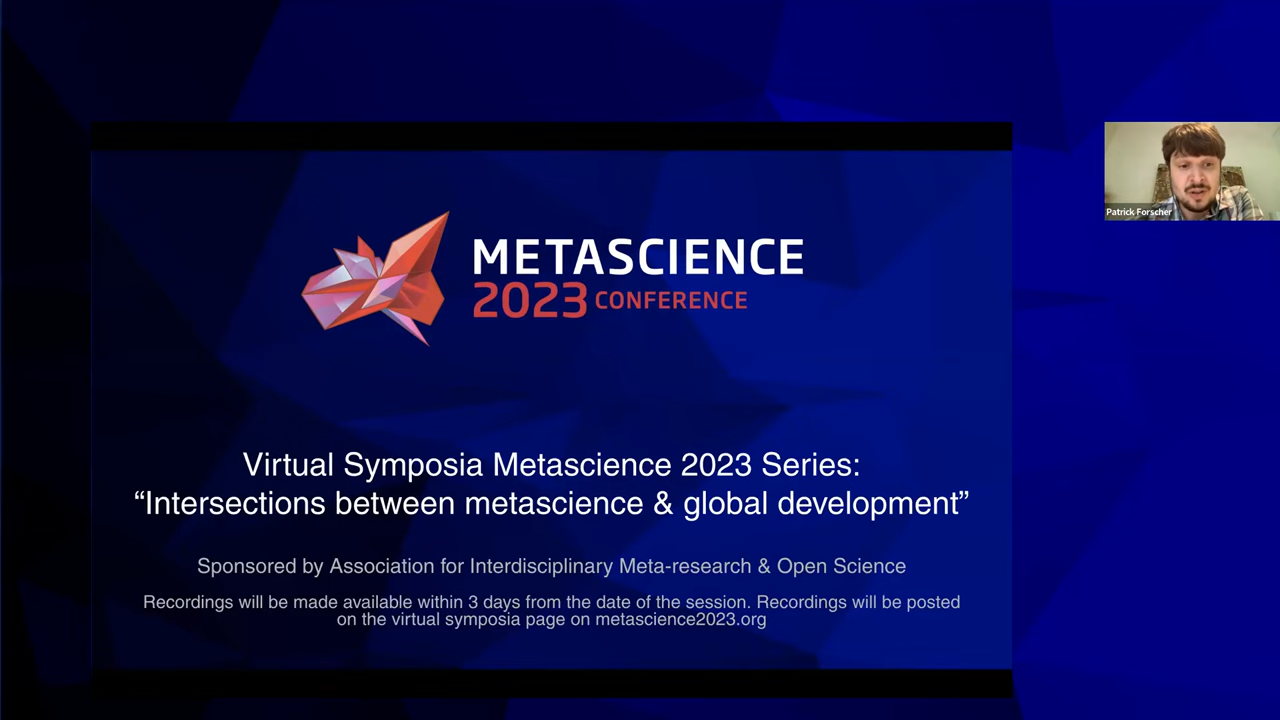 METASCIENCE
2023 CONFERENCE
Patrick Forscher
Virtual Symposia Metascience 2023 Series:
“Intersections between metascience & global development”
Sponsored by Association for Interdisciplinary Meta-research & Open Science
Recordings will be made available within 3 days from the date of the session. Recordings will be posted
on the virtual symposia page on metascience2023.org